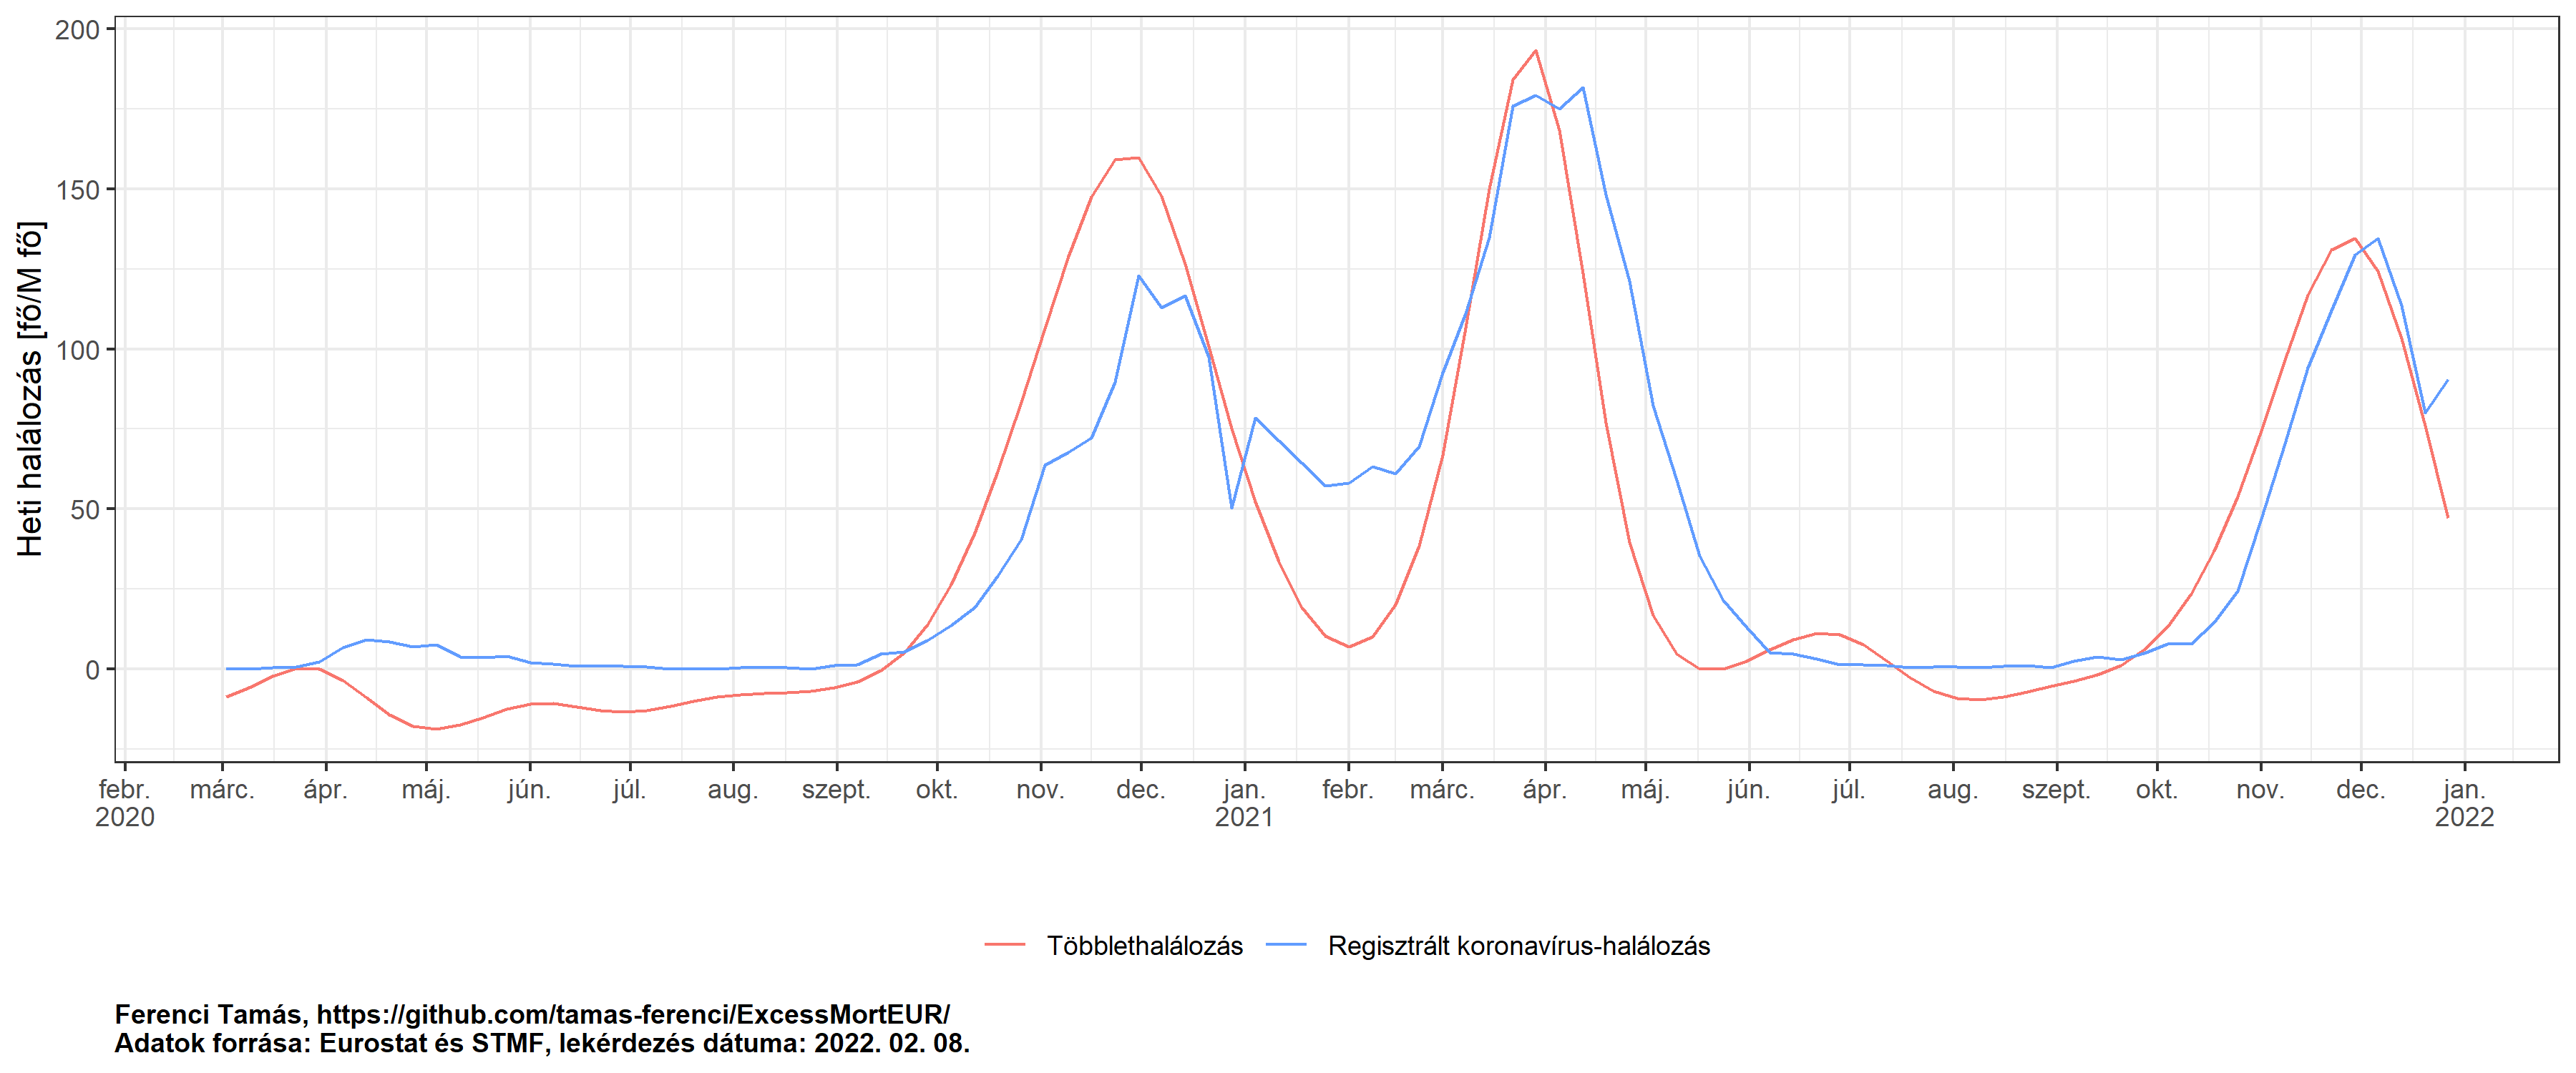 Heti halálozás [fő/M fő]
200
150
100
50
0
febr. márc. ápr. máj. jún. júl. aug. szept. okt. nov. dec. jan. febr. márc. ápr. máj. jún. júl. aug. szept. okt. nov. dec. jan.
2020 2021 2022
Többlethalálozás Regisztrált koronavírus-halálozás
Ferenci Tamás, https://github.com/tamas-ferenci/ExcessMortEUR/
Adatok forrása: Eurostat és STMF, lekérdezés dátuma: 2022. 02. 08.